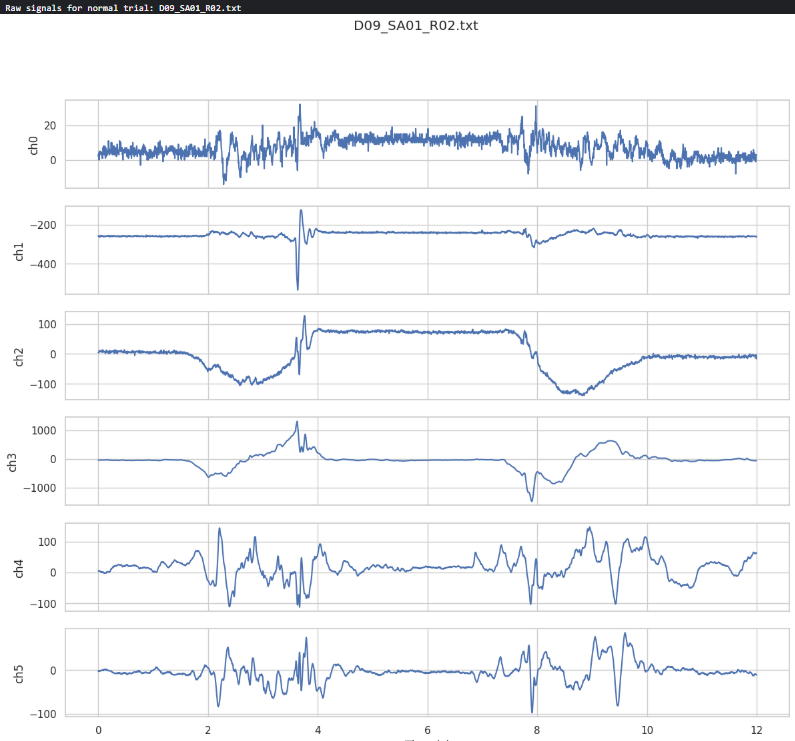 Raw signals for normal trial: D09_SA01_R02.txt
D09_SA01_R02.txt
20
0
ch0
−200
−400
ch1
100
0
−100
ch2
1000
0
−1000
ch3
100
0
−100
ch4
0
−100
ch5
0 2 4 6 8 10 12